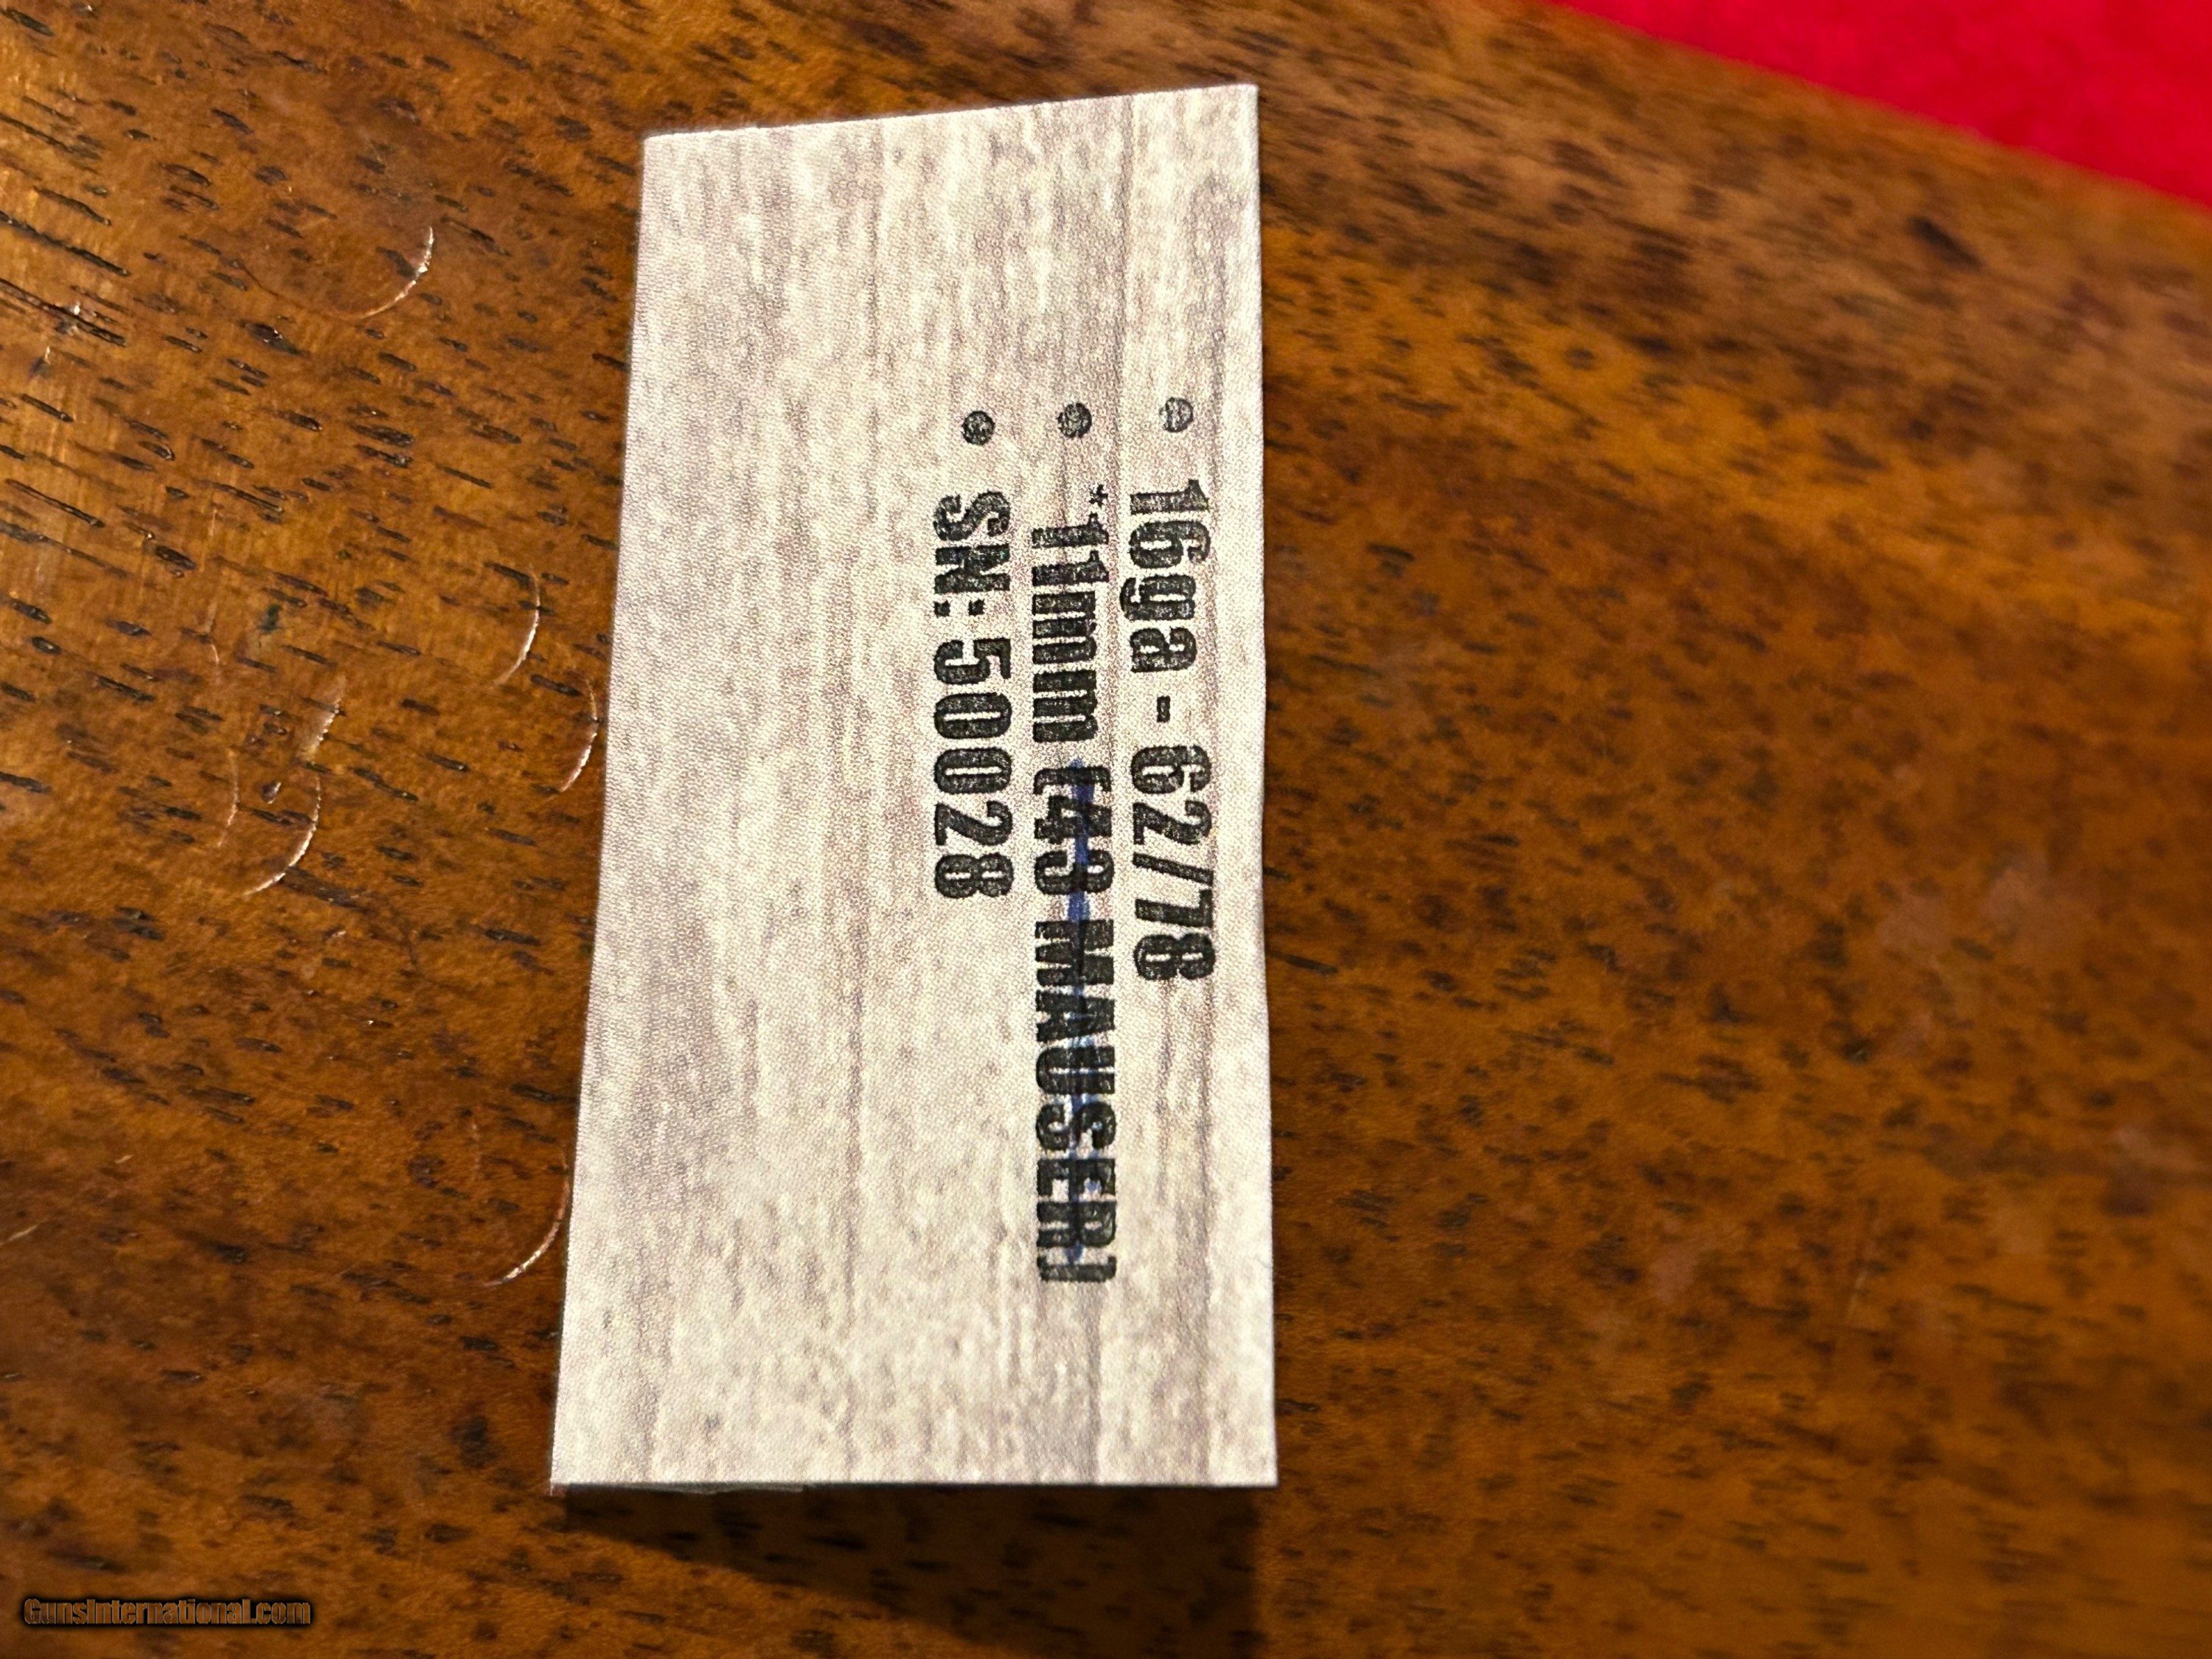 • 16ga - 62/78
• *11mm [43 MAUSER]
• SN: 50028
GunsInternational.com